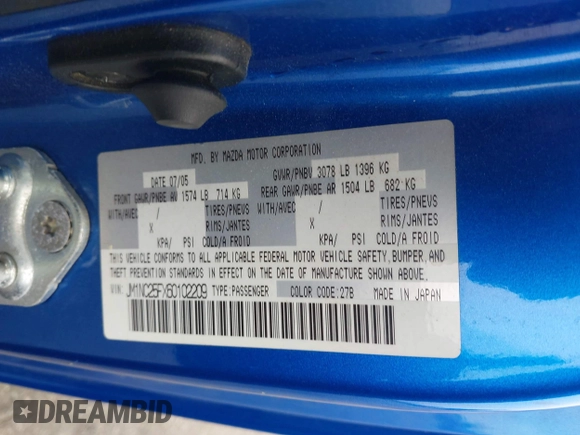 MFD. BY MAZDA MOTOR CORPORATION
DATE 07/05 GVWR/PNBV 3078 LB 1396 KG
FRONT GAWR/PNBE AV 1574 LB 714 KG REAR GAWR/PNBE AR 1504 LB 682 KG
WITH/AVEC / TIRES/PNEUS WITH/AVEC / TIRES/PNEUS
X RIMS/JANTES X RIMS/JANTES
KPA/ PSI COLD/A FROID KPA/ PSI COLD/A FROID
THIS VEHICLE CONFORMS TO ALL APPLICABLE FEDERAL MOTOR VEHICLE SAFETY, BUMPER, AND
THEFT PREVENTION STANDARDS IN EFFECT ON THE DATE OF MANUFACTURE SHOWN ABOVE.
VIN: JM1NC25FX60102209 TYPE:PASSENGER COLOR CODE:27B MADE IN JAPAN
DREAMBID